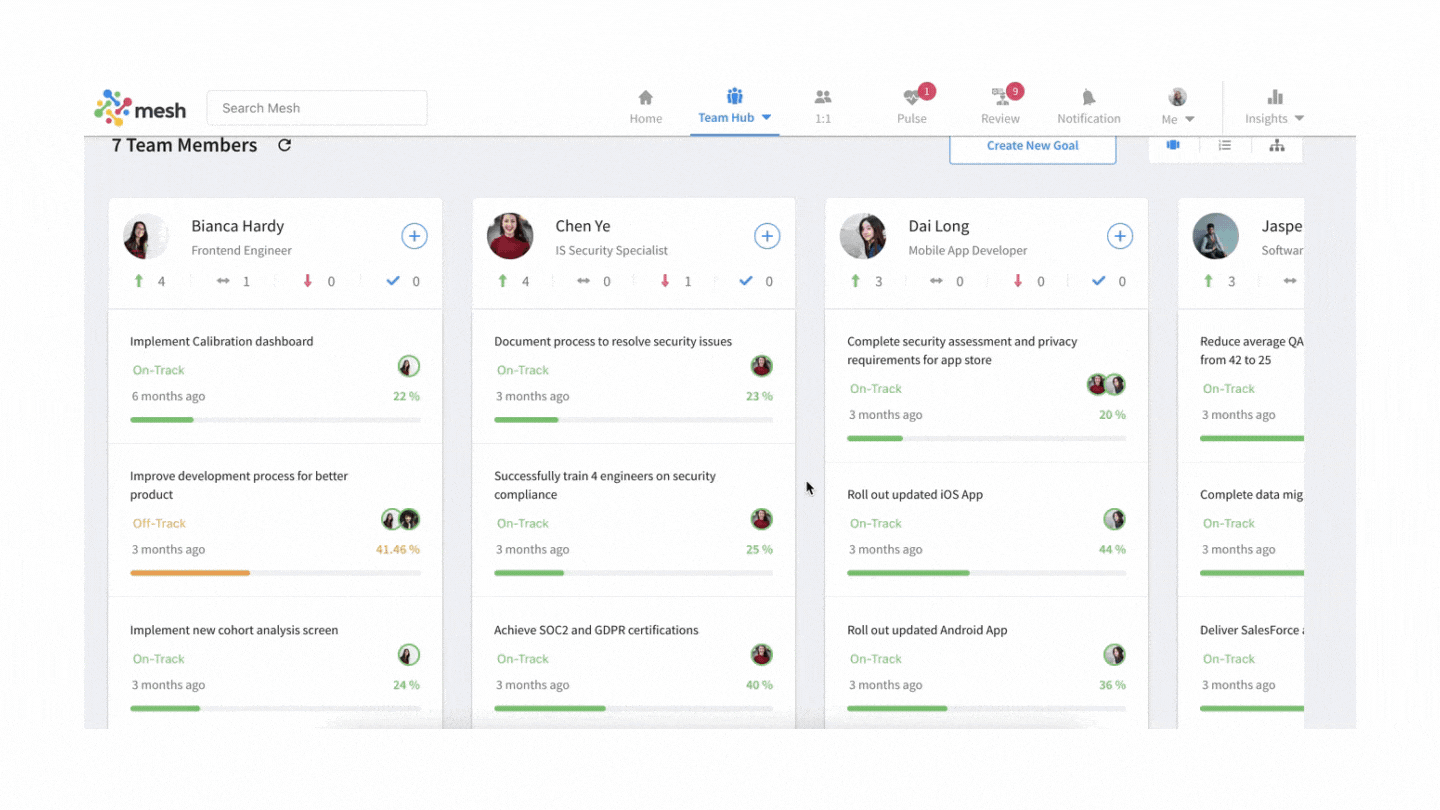 mesh
Search Mesh
Home
Team Hub
1:1
Pulse
1
Review
9
Notification
Me
Insights
7 Team Members
Create New Goal
Bianca Hardy
Frontend Engineer
4
1
0
0
Implement Calibration dashboard
On-Track
6 months ago
22 %
Improve development process for better
product
Off-Track
3 months ago
41.46 %
Implement new cohort analysis screen
On-Track
3 months ago
24 %
Chen Ye
IS Security Specialist
4
0
1
0
Document process to resolve security issues
On-Track
3 months ago
23 %
Successfully train 4 engineers on security
compliance
On-Track
3 months ago
25 %
Achieve SOC2 and GDPR certifications
On-Track
3 months ago
40 %
Dai Long
Mobile App Developer
3
0
0
0
Complete security assessment and privacy
requirements for app store
On-Track
3 months ago
20 %
Roll out updated iOS App
On-Track
3 months ago
44 %
Roll out updated Android App
On-Track
3 months ago
36 %
Jaspe
Softwar
3
Reduce average QA
from 42 to 25
On-Track
3 months ago
Complete data mig
On-Track
3 months ago
Deliver SalesForce
On-Track
3 months ago